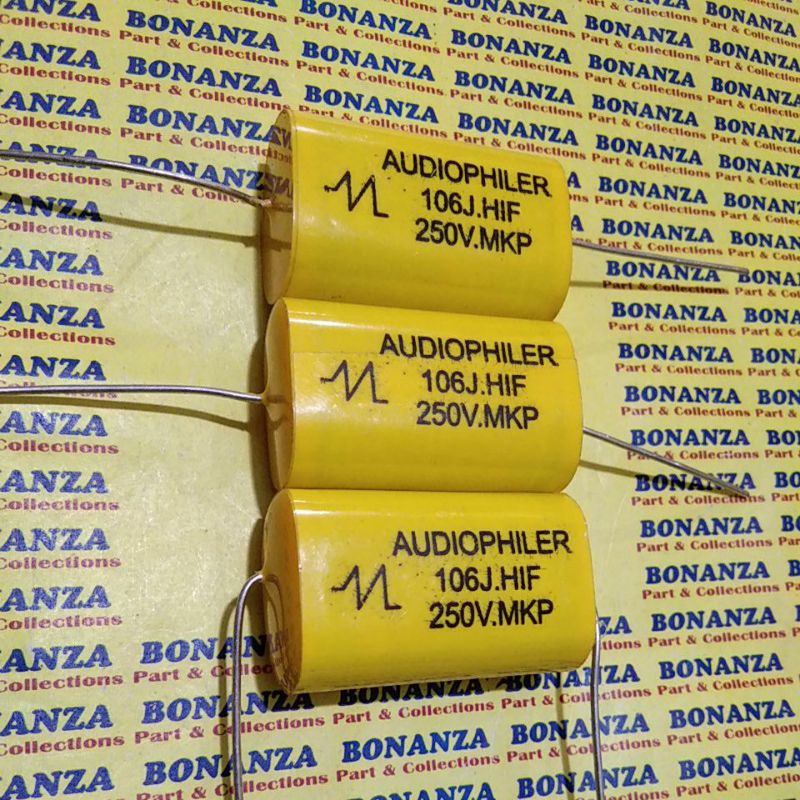 BONANZA
Part & Collections
AUDIOPHILER
106J.HIF
250V.MKP
AUDIOPHILER
106J.HIF
250V.MKP
AUDIOPHILER
106J.HIF
250V.MKP